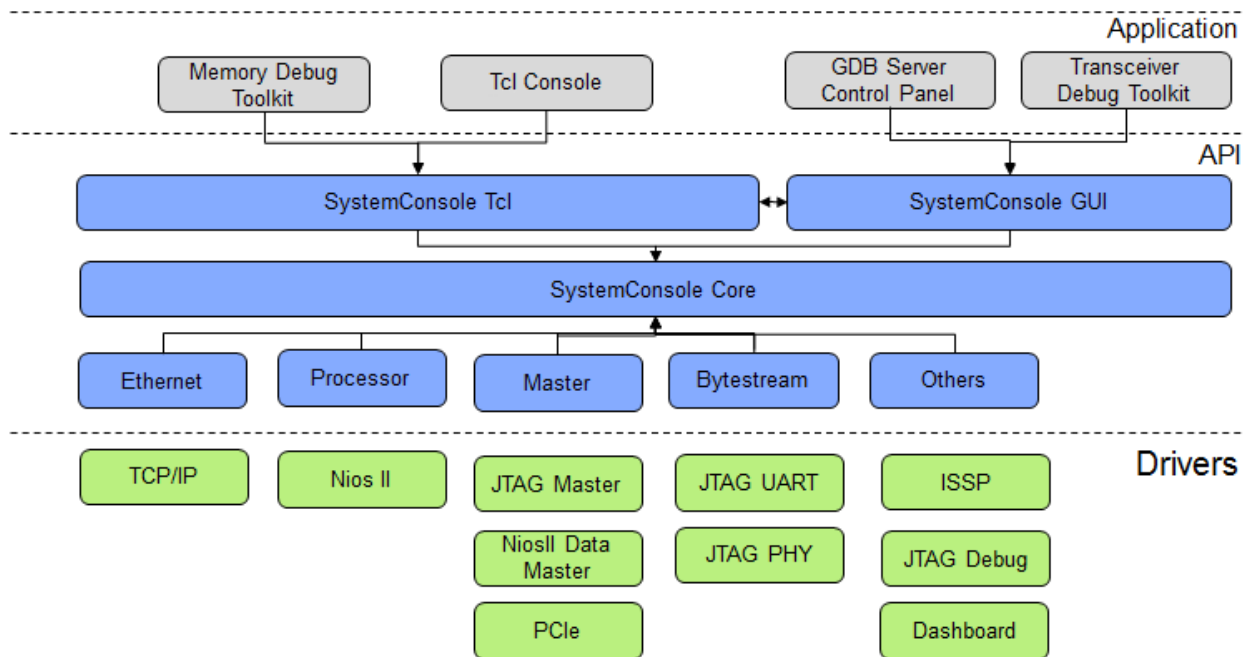 Application
Memory Debug
Toolkit
Tcl Console
GDB Server
Control Panel
Transceiver
Debug Toolkit
API
SystemConsole Tcl
SystemConsole GUI
SystemConsole Core
Ethernet
Processor
Master
Bytestream
Others
Drivers
TCP/IP
Nios II
JTAG Master
JTAG UART
ISSP
NiosII Data
Master
JTAG PHY
JTAG Debug
PCIe
Dashboard